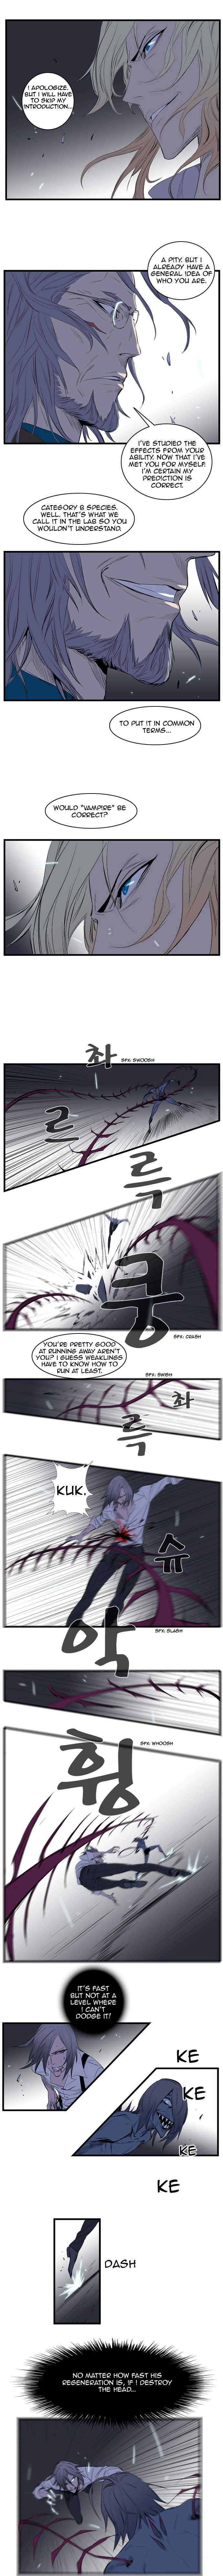 I APOLOGIZE.
BUT I WILL HAVE
TO SKIP MY
INTRODUCTION...
A PITY. BUT I
ALREADY HAVE A
GENERAL IDEA OF
WHO YOU ARE.
I'VE STUDIED THE
EFFECTS FROM YOUR
ABILITY. NOW THAT I'VE
MET YOU FOR MYSELF,
I'M CERTAIN MY
PREDICTION IS
CORRECT.
CATEGORY B SPECIES.
WELL. THAT'S WHAT WE
CALL IT IN THE LAB SO YOU
WOULDN'T UNDERSTAND.
TO PUT IT IN COMMON
TERMS...
WOULD "VAMPIRE" BE
CORRECT?
촤
SFX: SWOOSH
르
륵
쿵
SFX: CRASH
YOU'RE PRETTY GOOD
AT RUNNING AWAY AREN'T
YOU? I GUESS WEAKLINGS
HAVE TO KNOW HOW TO
RUN AT LEAST.
SFX: SWISH
촤
륵
KUK.
슈
악
SFX: SLASH
휭
SFX: WHOOSH
IT'S FAST
BUT NOT AT A
LEVEL WHERE
I CAN'T
DODGE IT!
KE
KE
KE
KE
DASH
NO MATTER HOW FAST HIS
REGENERATION IS, IF I DESTROY
THE HEAD...